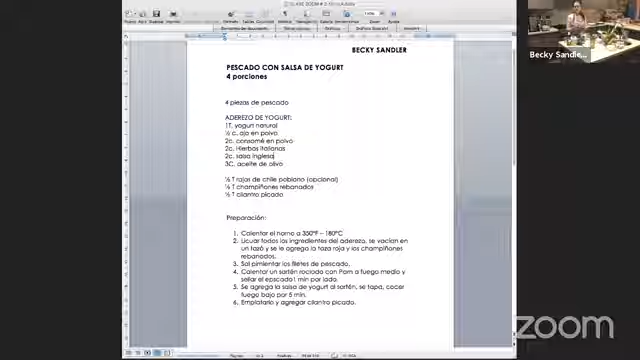 BECKY SANDLER
PESCADO CON SALSA DE YOGURT
4 porciones
4 piezas de pescado
ADEREZO DE YOGURT:
1T. yogurt natural
½ c. ajo en polvo
2c. consomé en polvo
2c. Hierbas italianas
2c. salsa inglesa
3C. aceite de olivo
½ T rajas de chile poblano (opcional)
½ T champiñones rebanados
½ T cilantro picado
Preparación:
1. Calentar el horno a 350°F – 180°C
2. Licuar todos los ingredientes del aderezo, se vacían en
un tazó y se le agrega la taza roja y los champiñones
rebanados.
3. Sal pimientar los filetes de pescado.
4. Calentar un sartén rociado con Pam a fuego medio y
sellar el epscado1 min por lado.
5. Se agrega la salsa de yogurt al sartén, se tapa, cocer
fuego bajo por 5 min.
6. Emplatar y agregar cilantro picado.
Becky Sandle...
zoom